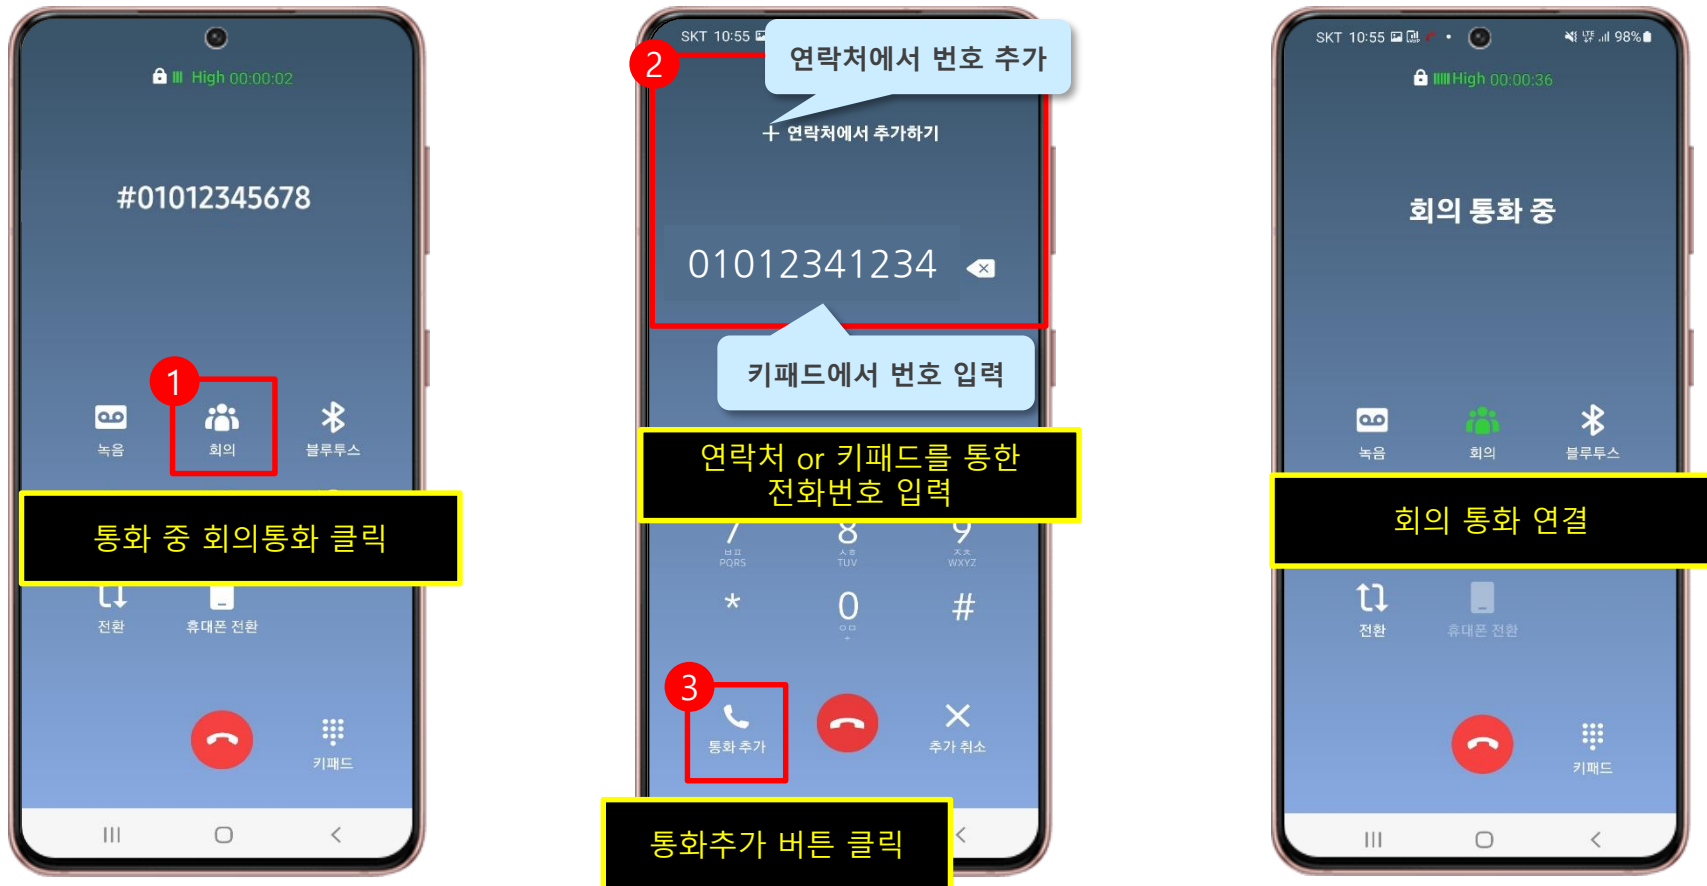 High 00:00:02
#01012345678
1
녹음
회의
블루투스
통화 중 회의통화 클릭
전환
휴대폰 전환
키패드
SKT 10:55
2
연락처에서 번호 추가
+ 연락처에서 추가하기
01012341234
키패드에서 번호 입력
연락처 or 키패드를 통한
전화번호 입력
7
8
9
ㅂㅍ
ㅅㅎ
ㅈㅊ
PQRS
TUV
WXYZ
*
0
#
ㅇㅁ
+
3
통화 추가
추가 취소
통화추가 버튼 클릭
SKT 10:55
98%
High 00:00:36
회의 통화 중
녹음
회의
블루투스
회의 통화 연결
전환
휴대폰 전환
키패드